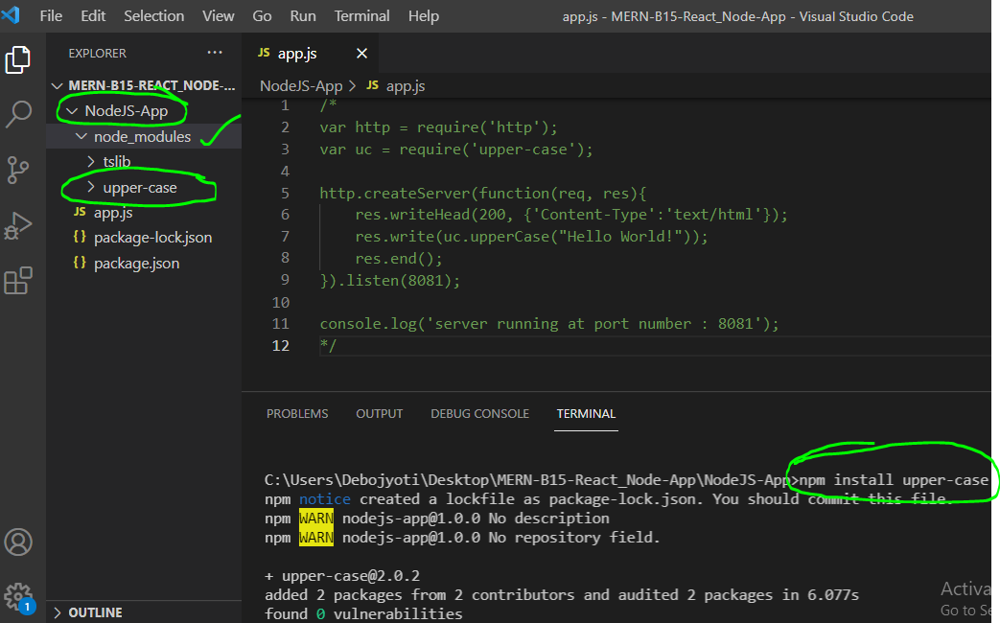 File Edit Selection View Go Run Terminal Help app.js - MERN-B15-React_Node-App - Visual Studio Code
EXPLORER ...
MERN-B15-REACT_NODE-...
NodeJS-App
node_modules
tslib
upper-case
JS app.js
{} package-lock.json
{} package.json
OUTLINE
1
JS app.js
NodeJS-App > JS app.js
1 /*
2 var http = require('http');
3 var uc = require('upper-case');
4
5 http.createServer(function(req, res){
6 res.writeHead(200, {'Content-Type':'text/html'});
7 res.write(uc.upperCase("Hello World!"));
8 res.end();
9 }).listen(8081);
10
11 console.log('server running at port number : 8081');
12 */
PROBLEMS OUTPUT DEBUG CONSOLE TERMINAL
C:\Users\Debojyoti\Desktop\MERN-B15-React_Node-App\NodeJS-App>npm install upper-case
npm notice created a lockfile as package-lock.json. You should commit this file.
npm WARN nodejs-app@1.0.0 No description
npm WARN nodejs-app@1.0.0 No repository field.
+ upper-case@2.0.2
added 2 packages from 2 contributors and audited 2 packages in 6.077s
found 0 vulnerabilities
Activa
Go to Se